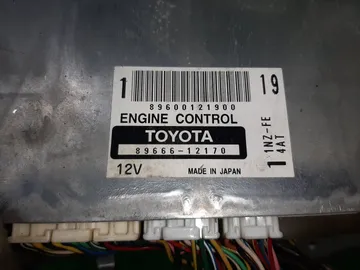 1 19
89600121900
ENGINE CONTROL
TOYOTA
89666-12170
12V MADE IN JAPAN
1 1NZ-FE
4AT